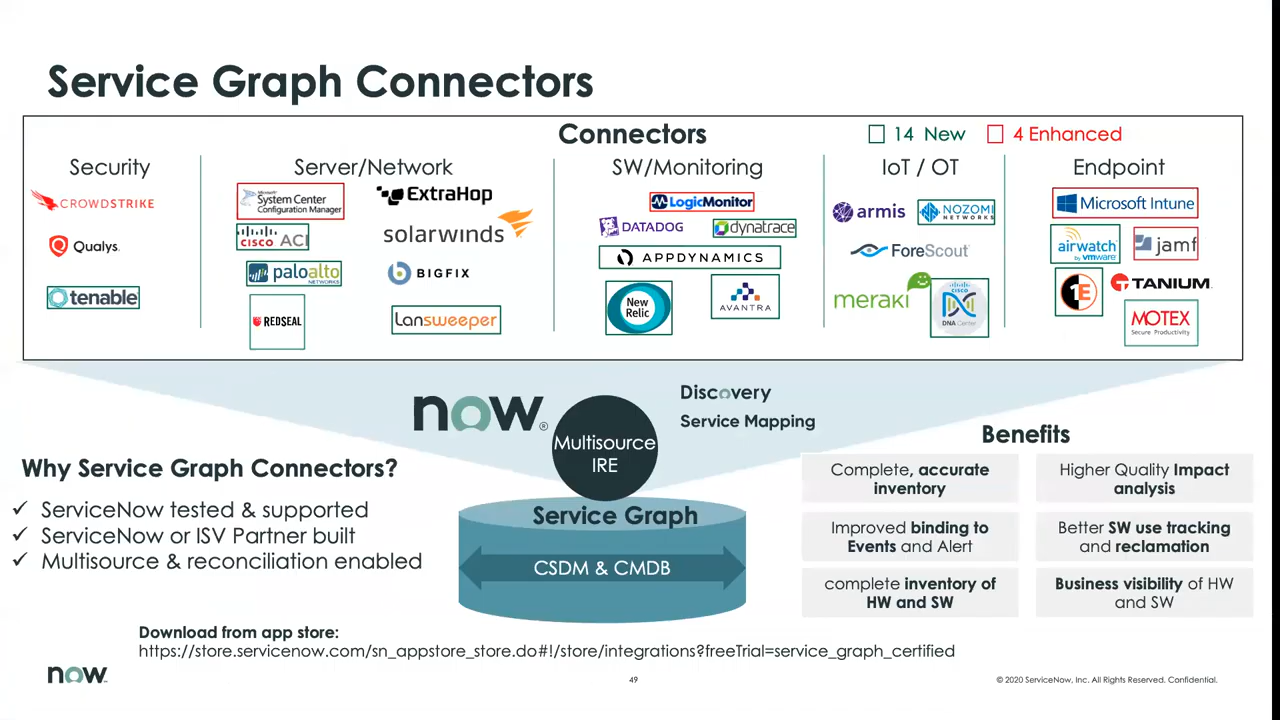 Service Graph Connectors
Connectors
14 New
4 Enhanced
Security
CROWDSTRIKE
Qualys.
tenable
Server/Network
Microsoft
System Center
Configuration Manager
ExtraHop
CISCO ACI
solarwinds
paloalto
NETWORKS
BIGFIX
REDSEAL
Lansweeper
SW/Monitoring
LogicMonitor
DATADOG
dynatrace
APPDYNAMICS
New
Relic
AVANTRA
IoT / OT
armis
NOZOMI
NETWORKS
ForeScout
meraki
CISCO
DNA Center
Endpoint
Microsoft Intune
airwatch
by vmware
jamf
1E
TANIUM
MOTEX
Secure Productivity
now®
Multisource
IRE
Discovery
Service Mapping
Why Service Graph Connectors?
✓ ServiceNow tested & supported
✓ ServiceNow or ISV Partner built
✓ Multisource & reconciliation enabled
Service Graph
CSDM & CMDB
Benefits
Complete, accurate
inventory
Higher Quality Impact
analysis
Improved binding to
Events and Alert
Better SW use tracking
and reclamation
complete inventory of
HW and SW
Business visibility of HW
and SW
Download from app store:
https://store.servicenow.com/sn_appstore_store.do#!/store/integrations?freeTrial=service_graph_certified
now
49
© 2020 ServiceNow, Inc. All Rights Reserved. Confidential.